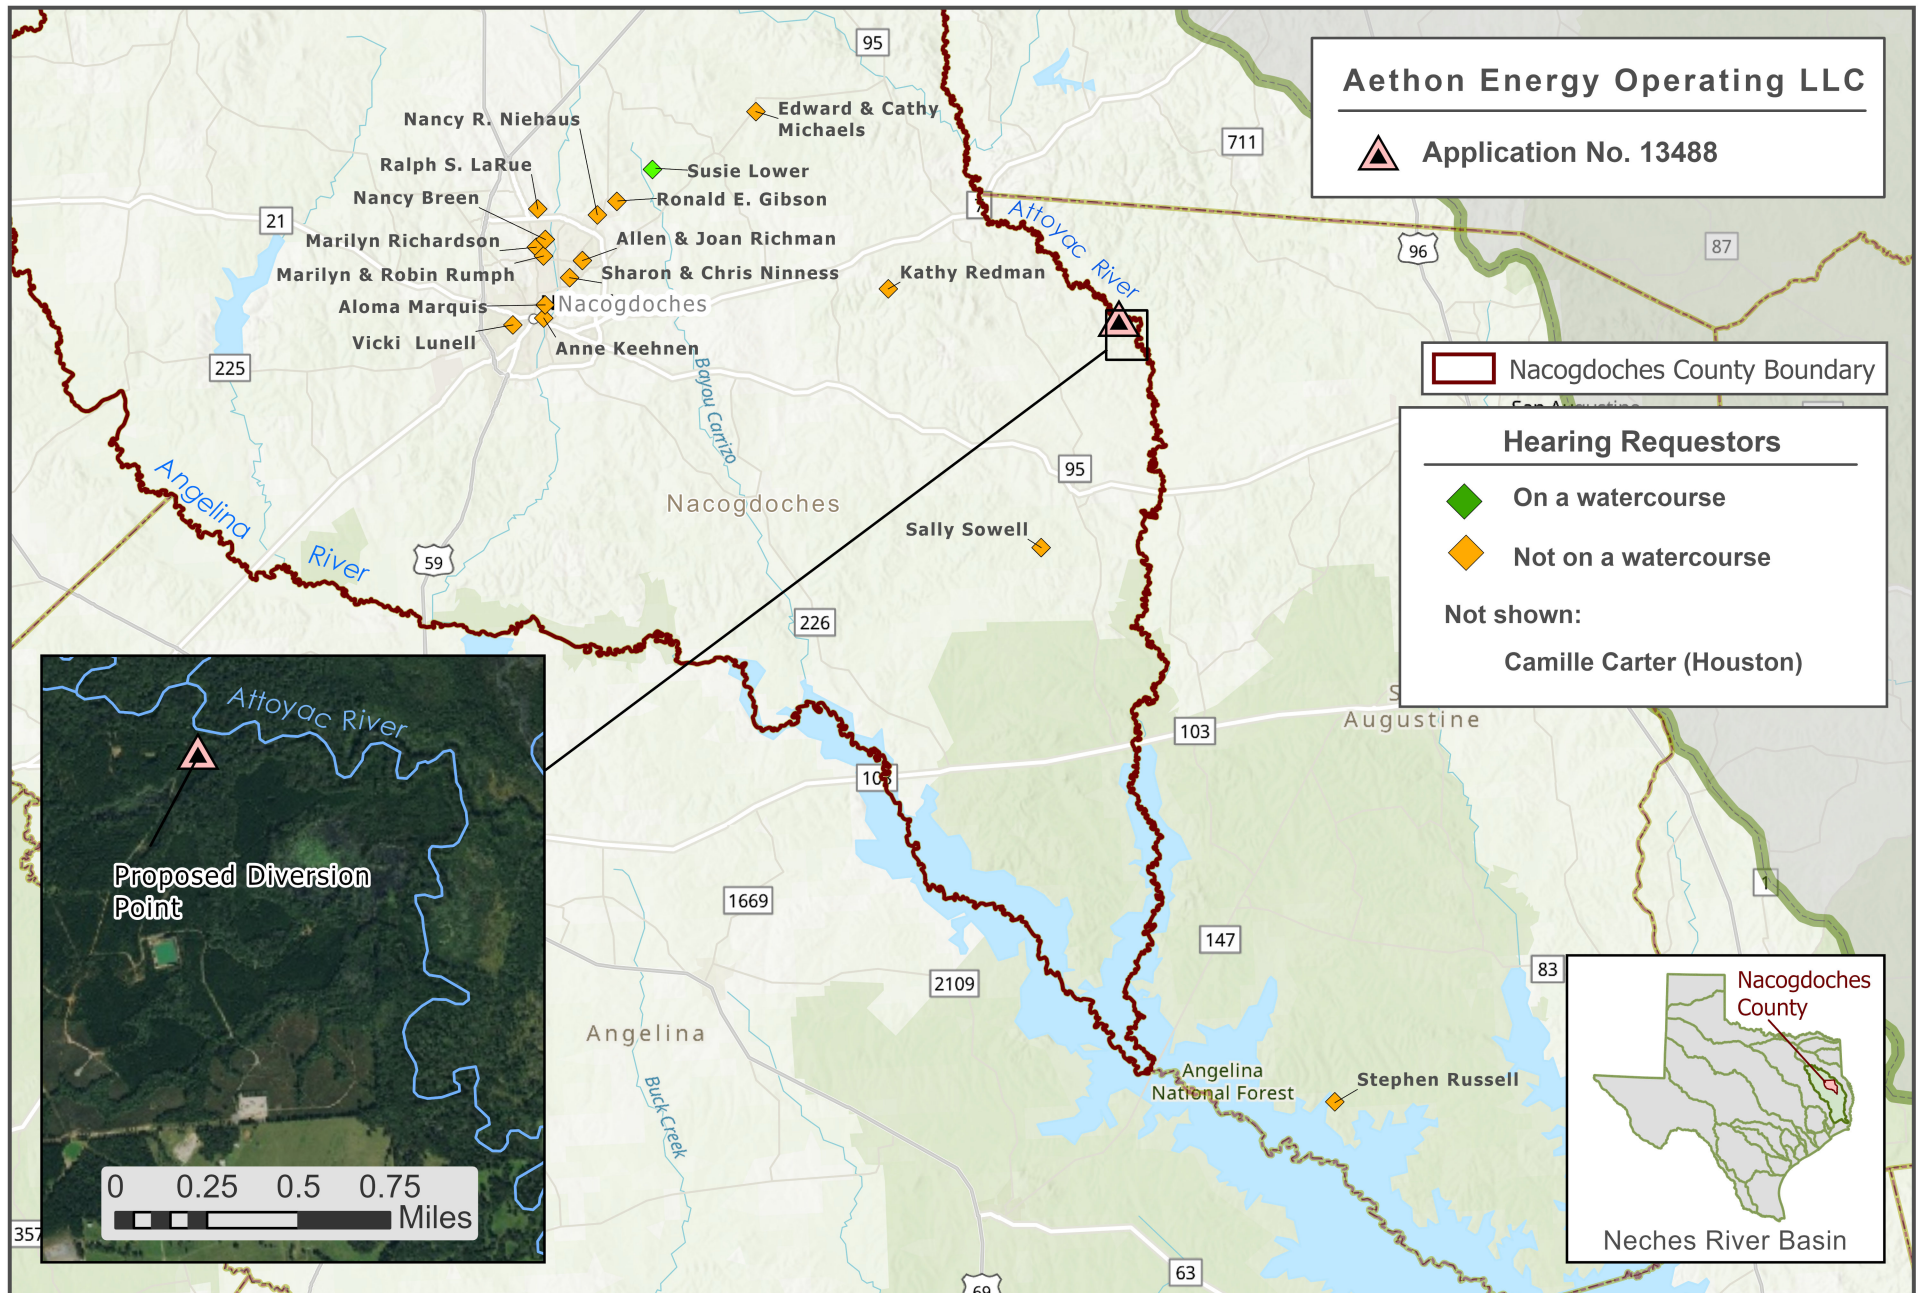 Aethon Energy Operating LLC
Application No. 13488
95
711
Edward & Cathy
Michaels
Nancy R. Niehaus
Ralph S. LaRue
Susie Lower
Nancy Breen
Ronald E. Gibson
21
7
Attoyac River
Marilyn Richardson
Allen & Joan Richman
96
87
Marilyn & Robin Rumph
Sharon & Chris Ninness
Kathy Redman
Aloma Marquis
Nacogdoches
Vicki Lunell
Anne Keehnen
225
Bayou Carrizo
Nacogdoches County Boundary
Hearing Requestors
On a watercourse
Not on a watercourse
Not shown:
Camille Carter (Houston)
95
Angelina
River
Nacogdoches
Sally Sowell
59
226
Augustine
103
103
Attoyac River
Proposed Diversion
Point
0 0.25 0.5 0.75
Miles
357
1669
147
2109
83
1
Angelina
Buck Creek
Angelina
National Forest
Stephen Russell
63
69
Nacogdoches
County
Neches River Basin